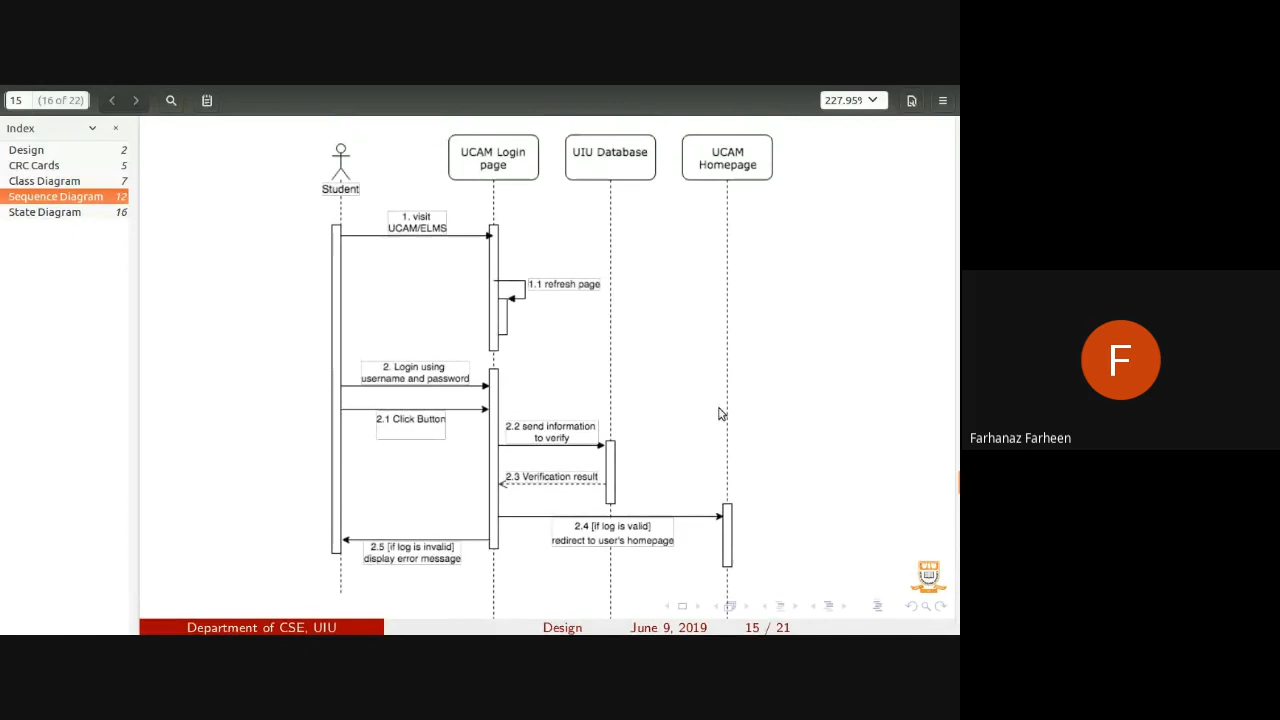 15 (16 of 22)
227.95%
Index
Design 2
CRC Cards 5
Class Diagram 7
Sequence Diagram 12
State Diagram 16
Student
UCAM Login
page
UIU Database
UCAM
Homepage
1. visit
UCAM/ELMS
1.1 refresh page
2. Login using
username and password
2.1 Click Button
2.2 send information
to verify
2.3 Verification result
2.4 [if log is valid]
redirect to user's homepage
2.5 [if log is invalid]
display error message
Department of CSE, UIU
Design
June 9, 2019
15 / 21
F
Farhanaz Farheen